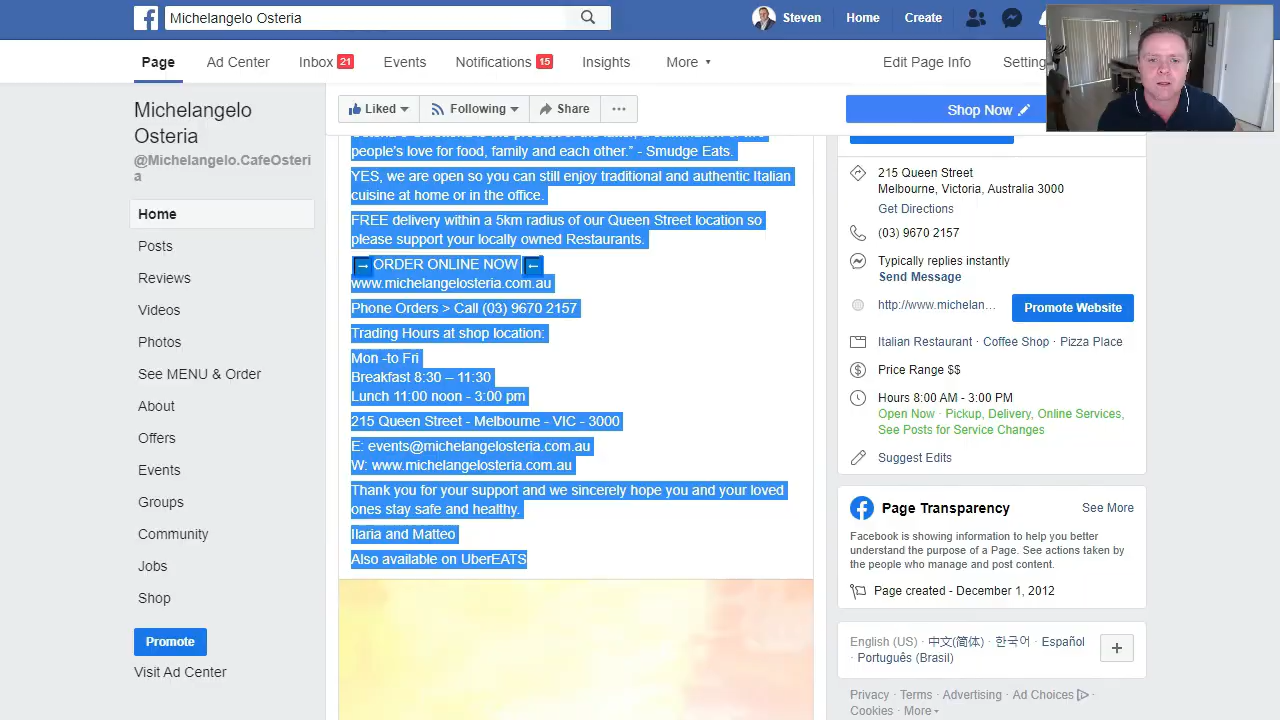 Michelangelo Osteria
Steven
Home
Create
Page
Ad Center
Inbox 21
Events
Notifications 15
Insights
More
Edit Page Info
Setting
Michelangelo
Osteria
@Michelangelo.CafeOsteri
a
Home
Posts
Reviews
Videos
Photos
See MENU & Order
About
Offers
Events
Groups
Community
Jobs
Shop
Promote
Visit Ad Center
Liked
Following
Share
Shop Now
people's love for food, family and each other." - Smudge Eats.
YES, we are open so you can still enjoy traditional and authentic Italian
cuisine at home or in the office.
FREE delivery within a 5km radius of our Queen Street location so
please support your locally owned Restaurants.
→ORDER ONLINE NOW ←
www.michelangelosteria.com.au
Phone Orders > Call (03) 9670 2157
Trading Hours at shop location:
Mon -to Fri
Breakfast 8:30 – 11:30
Lunch 11:00 noon - 3:00 pm
215 Queen Street - Melbourne - VIC - 3000
E: events@michelangelosteria.com.au
W: www.michelangelosteria.com.au
Thank you for your support and we sincerely hope you and your loved
ones stay safe and healthy.
Ilaria and Matteo
Also available on UberEATS
215 Queen Street
Melbourne, Victoria, Australia 3000
Get Directions
(03) 9670 2157
Typically replies instantly
Send Message
http://www.michelan...
Promote Website
Italian Restaurant · Coffee Shop · Pizza Place
Price Range $$
Hours 8:00 AM - 3:00 PM
Open Now · Pickup, Delivery, Online Services,
See Posts for Service Changes
Suggest Edits
Page Transparency
See More
Facebook is showing information to help you better
understand the purpose of a Page. See actions taken by
the people who manage and post content.
Page created - December 1, 2012
English (US) · 中文(简体) · 한국어 · Español
· Português (Brasil)
Privacy · Terms · Advertising · Ad Choices ·
Cookies · More